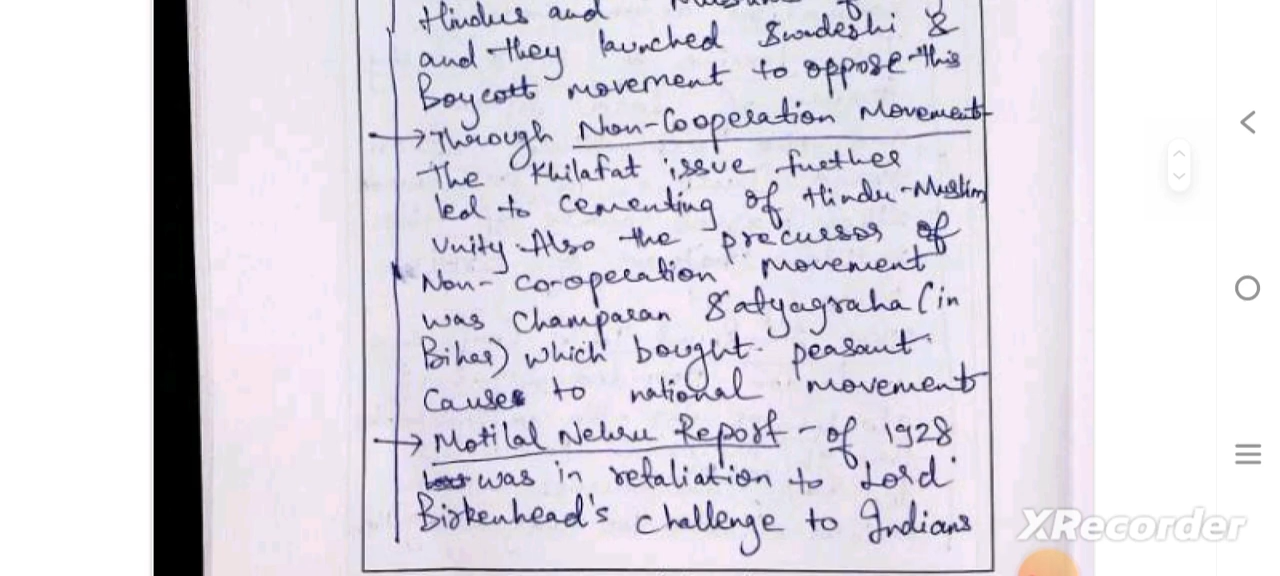 Hindus and
and they launched Swadeshi &
Boycott movement to oppose this
→ Through Non-Cooperation Movement
The Khilafat issue further
led to cementing of Hindu-Muslim
Unity. Also the precursor of
Non-Co-operation movement
was Champaran Satyagraha (in
Bihar) which bought peasant
cause to national movement
→ Motilal Nehru Report - of 1928
was in retaliation to Lord
Birkenhead's challenge to Indians
XRecorder